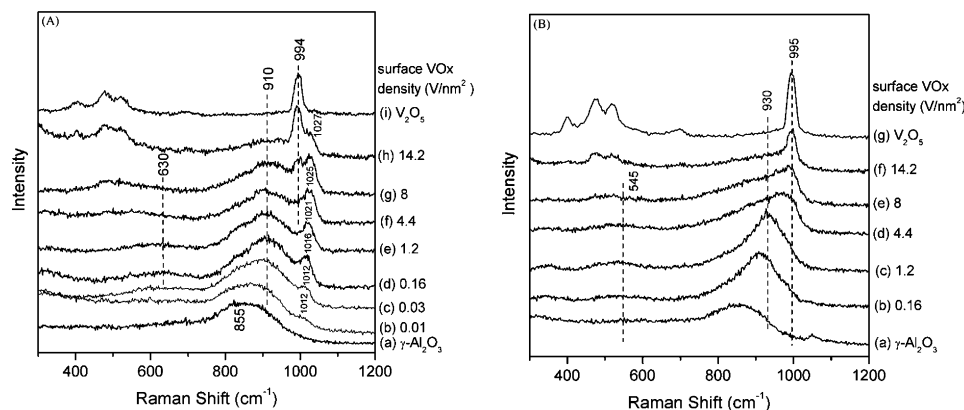 (A)
Intensity
630
855
910
994
1027
1025
1021
1016
1012
1012
surface VOx
density (V/nm²)
(i) V₂O₅
(h) 14.2
(g) 8
(f) 4.4
(e) 1.2
(d) 0.16
(c) 0.03
(b) 0.01
(a) γ-Al₂O₃
400 600 800 1000 1200
Raman Shift (cm⁻¹)
(B)
Intensity
545
930
995
surface VOx
density (V/nm²)
(g) V₂O₅
(f) 14.2
(e) 8
(d) 4.4
(c) 1.2
(b) 0.16
(a) γ-Al₂O₃
400 600 800 1000 1200
Raman Shift (cm⁻¹)